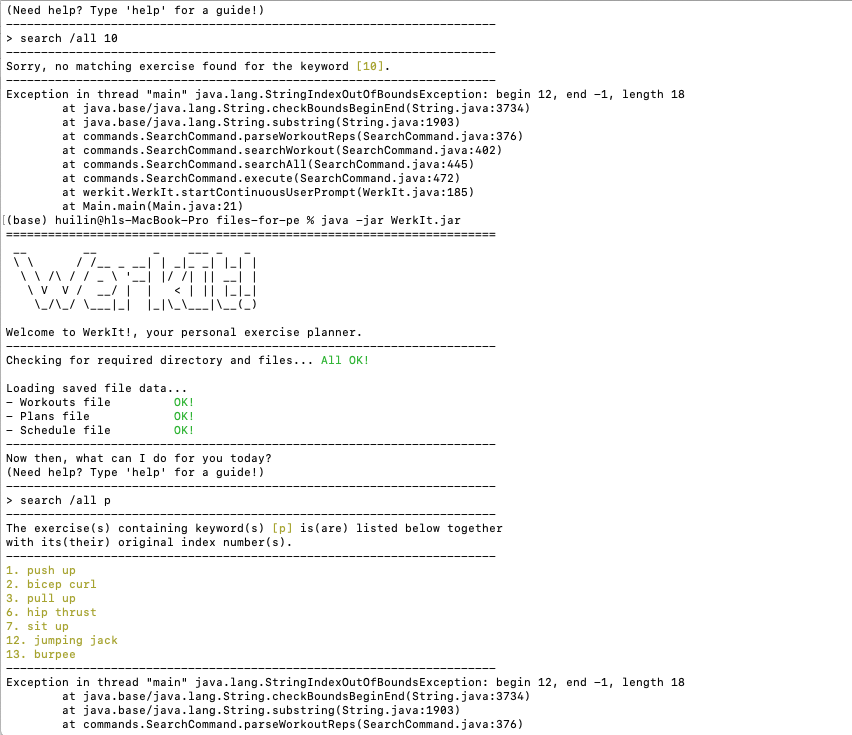 (Need help? Type 'help' for a guide!)
----------------------------------------------------------------------
> search /all 10
----------------------------------------------------------------------
Sorry, no matching exercise found for the keyword [10].
----------------------------------------------------------------------
Exception in thread "main" java.lang.StringIndexOutOfBoundsException: begin 12, end -1, length 18
        at java.base/java.lang.String.checkBoundsBeginEnd(String.java:3734)
        at java.base/java.lang.String.substring(String.java:1903)
        at commands.SearchCommand.parseWorkoutReps(SearchCommand.java:376)
        at commands.SearchCommand.searchWorkout(SearchCommand.java:402)
        at commands.SearchCommand.searchAll(SearchCommand.java:445)
        at commands.SearchCommand.execute(SearchCommand.java:472)
        at werkit.WerkIt.startContinuousUserPrompt(WerkIt.java:185)
        at Main.main(Main.java:21)
[(base) huilin@hls-MacBook-Pro files-for-pe % java -jar WerkIt.jar
======================================================================
 __        __        _    ___ _   _
 \ \      / /__ _ __| | _|_ _| |_| |
  \ \ /\ / / _ \ '__| |/ /| || __| |
   \ V  V /  __/ |  |   < | || |_|_|
    \_/\_/ \___|_|  |_|\_\___|\__(_)

Welcome to WerkIt!, your personal exercise planner.
----------------------------------------------------------------------
Checking for required directory and files... All OK!

Loading saved file data...
- Workouts file         OK!
- Plans file            OK!
- Schedule file         OK!
----------------------------------------------------------------------
Now then, what can I do for you today?
(Need help? Type 'help' for a guide!)
----------------------------------------------------------------------
> search /all p
----------------------------------------------------------------------
The exercise(s) containing keyword(s) [p] is(are) listed below together
with its(their) original index number(s).
----------------------------------------------------------------------
1. push up
2. bicep curl
3. pull up
6. hip thrust
7. sit up
12. jumping jack
13. burpee
----------------------------------------------------------------------
Exception in thread "main" java.lang.StringIndexOutOfBoundsException: begin 12, end -1, length 18
        at java.base/java.lang.String.checkBoundsBeginEnd(String.java:3734)
        at java.base/java.lang.String.substring(String.java:1903)
        at commands.SearchCommand.parseWorkoutReps(SearchCommand.java:376)